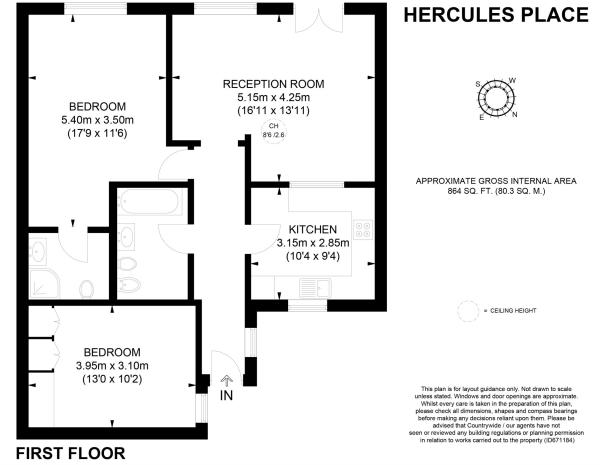 HERCULES PLACE
BEDROOM
5.40m x 3.50m
(17'9 x 11'6)
RECEPTION ROOM
5.15m x 4.25m
(16'11 x 13'11)
CH
8'6 /2.6
S
W
E
N
APPROXIMATE GROSS INTERNAL AREA
864 SQ. FT. (80.3 SQ. M.)
KITCHEN
3.15m x 2.85m
(10'4 x 9'4)
= CEILING HEIGHT
BEDROOM
3.95m x 3.10m
(13'0 x 10'2)
IN
This plan is for layout guidance only. Not drawn to scale
unless stated. Windows and door openings are approximate.
Whilst every care is taken in the preparation of this plan,
please check all dimensions, shapes and compass bearings
before making any decisions reliant upon them. Please be
advised that Countrywide / our agents have not
seen or reviewed any building regulations or planning permission
in relation to works carried out to the property (ID671184)
FIRST FLOOR